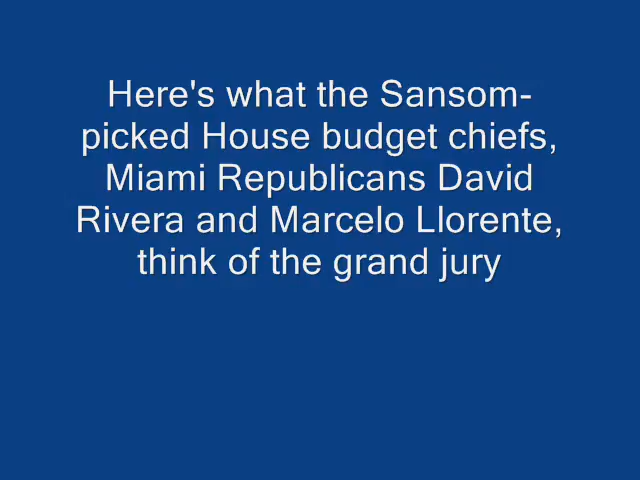 Here's what the Sansom-
picked House budget chiefs,
Miami Republicans David
Rivera and Marcelo Llorente,
think of the grand jury